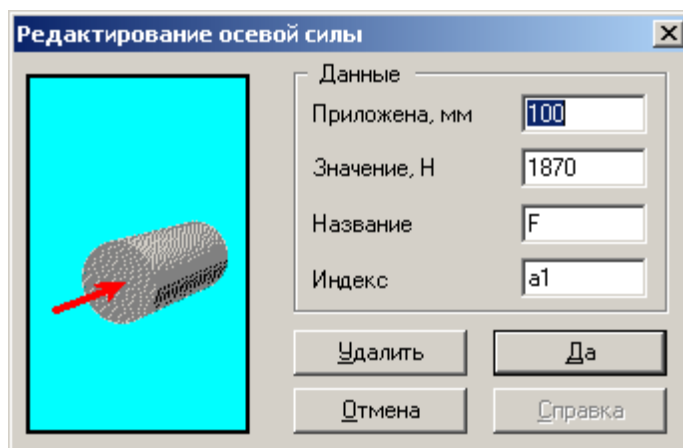 Редактирование осевой силы
Данные
Приложена, мм 100
Значение, Н 1870
Название F
Индекс a1
Удалить Да
Отмена Справка